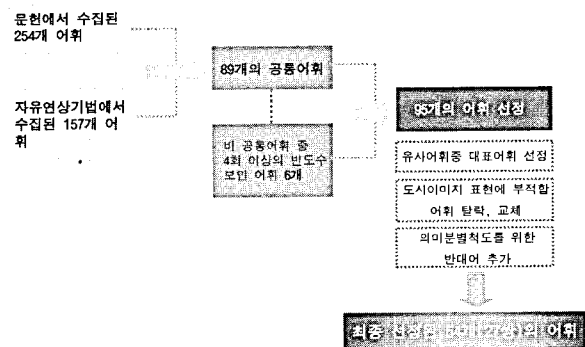 문헌에서 수집된
254개 어휘
자유연상기법에서
수집된 157개 어
휘
89개의 공통어휘
비 공통어휘 중
4회 이상의 빈도수
보인 어휘 6개
95개의 어휘 선정
유사어휘중 대표어휘 선정
도시이미지 표현에 부적합
어휘 탈락, 교체
의미분별척도를 위한
반대어 추가
최종 선정된 의 어휘